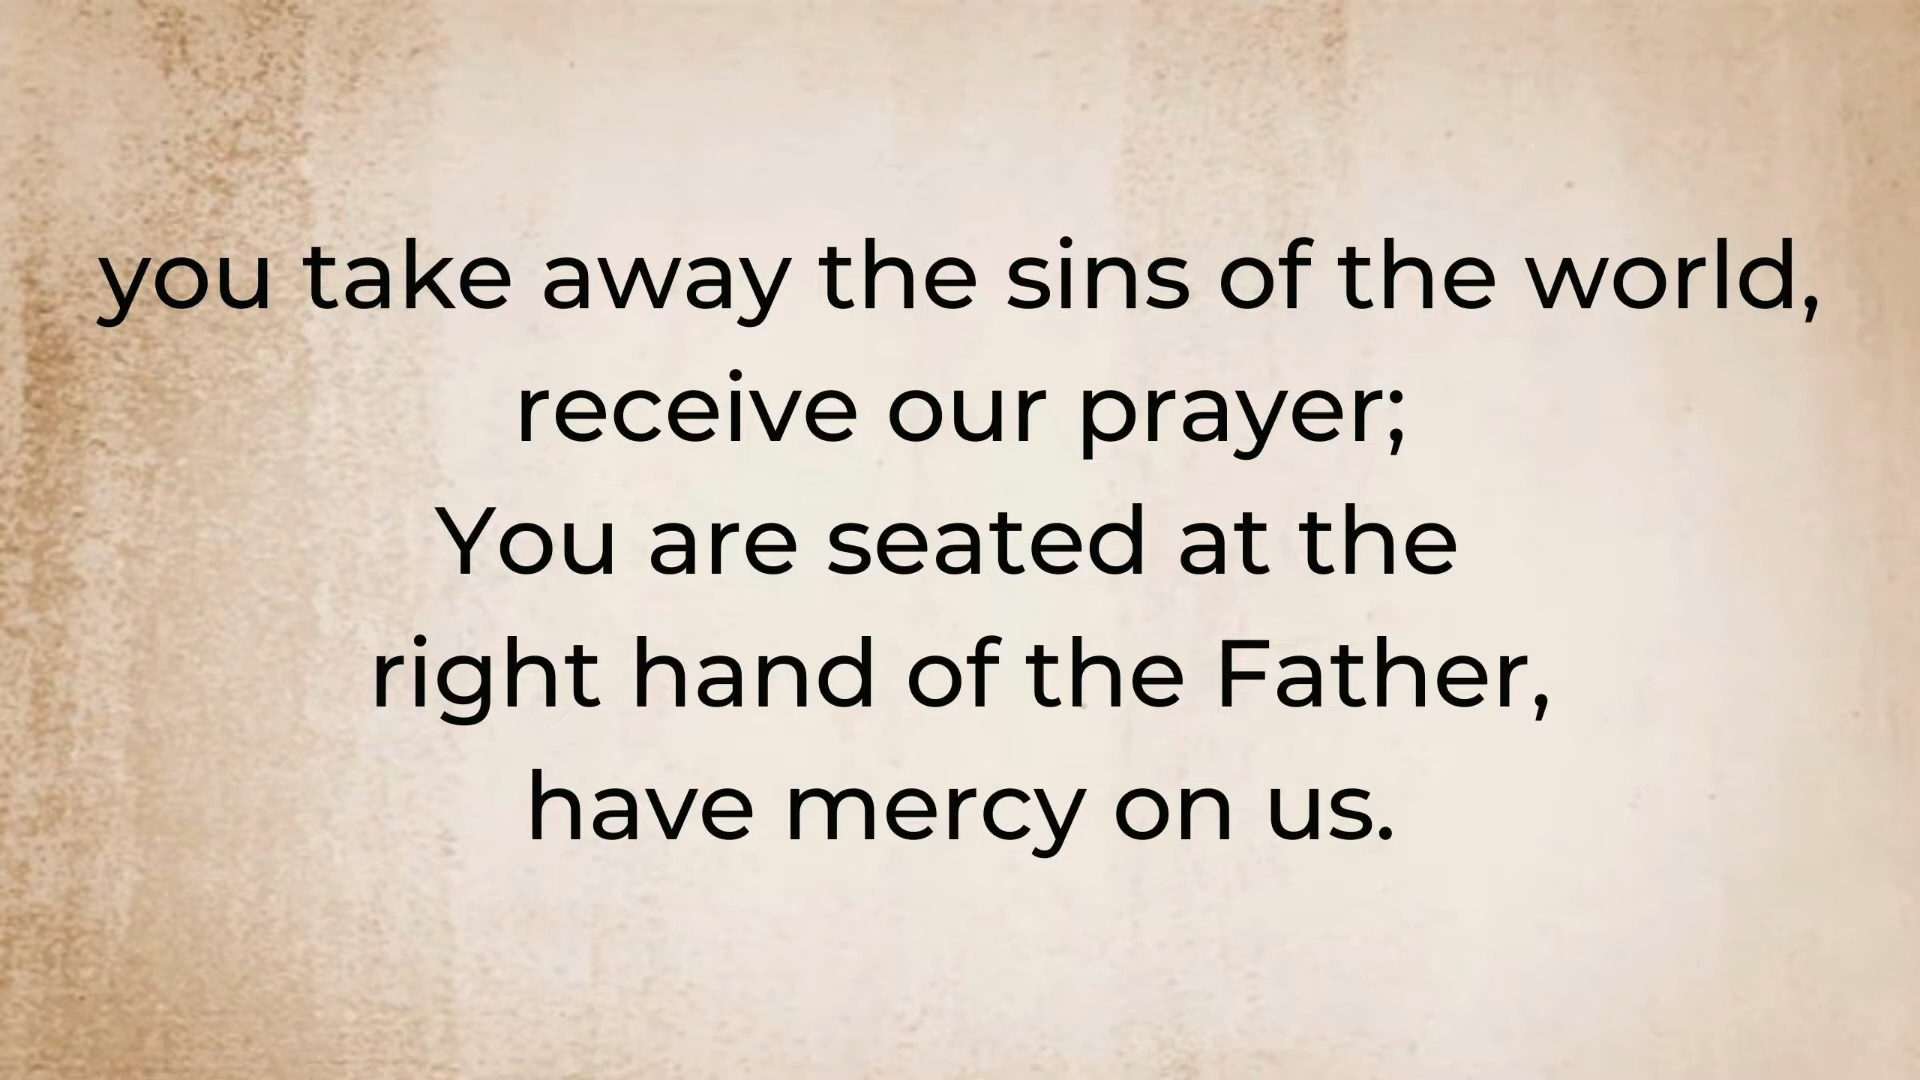 you take away the sins of the world,
receive our prayer;
You are seated at the
right hand of the Father,
have mercy on us.